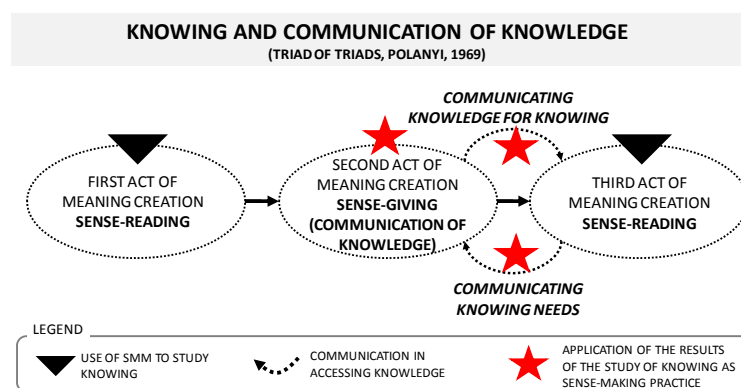 KNOWING AND COMMUNICATION OF KNOWLEDGE
(TRIAD OF TRIADS, POLANYI, 1969)
COMMUNICATING
KNOWLEDGE FOR KNOWING
FIRST ACT OF
MEANING CREATION
SENSE-READING
SECOND ACT OF
MEANING CREATION
SENSE-GIVING
(COMMUNICATION OF
KNOWLEDGE)
THIRD ACT OF
MEANING CREATION
SENSE-READING
COMMUNICATING
KNOWING NEEDS
LEGEND
USE OF SMM TO STUDY
KNOWING
COMMUNICATION IN
ACCESSING KNOWLEDGE
APPLICATION OF THE RESULTS
OF THE STUDY OF KNOWING AS
SENSE-MAKING PRACTICE